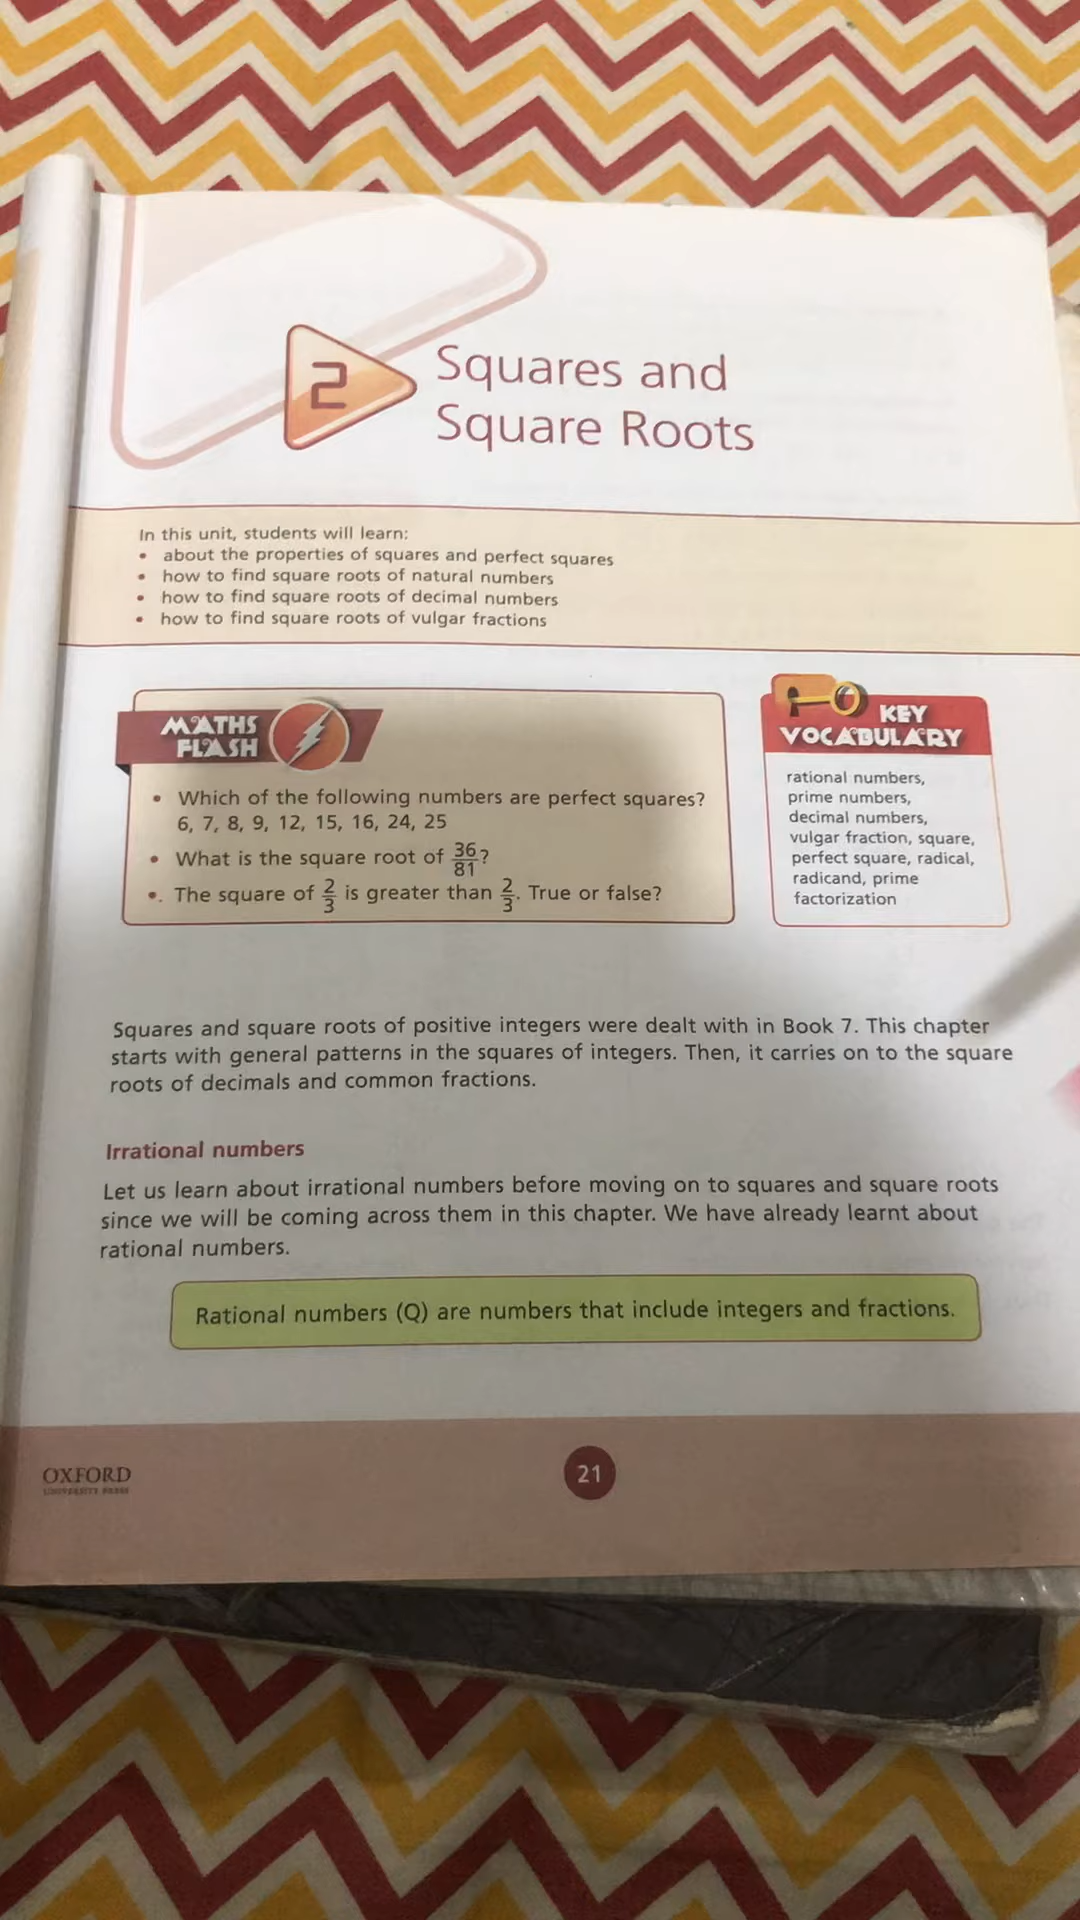 2
Squares and
Square Roots
In this unit, students will learn:
• about the properties of squares and perfect squares
• how to find square roots of natural numbers
• how to find square roots of decimal numbers
• how to find square roots of vulgar fractions
MATHS
FLASH
• Which of the following numbers are perfect squares?
6, 7, 8, 9, 12, 15, 16, 24, 25
• What is the square root of 36/81?
•. The square of 2/3 is greater than 2/3. True or false?
KEY
VOCABULARY
rational numbers,
prime numbers,
decimal numbers,
vulgar fraction, square,
perfect square, radical,
radicand, prime
factorization
Squares and square roots of positive integers were dealt with in Book 7. This chapter
starts with general patterns in the squares of integers. Then, it carries on to the square
roots of decimals and common fractions.
Irrational numbers
Let us learn about irrational numbers before moving on to squares and square roots
since we will be coming across them in this chapter. We have already learnt about
rational numbers.
Rational numbers (Q) are numbers that include integers and fractions.
OXFORD
UNIVERSITY PRESS
21